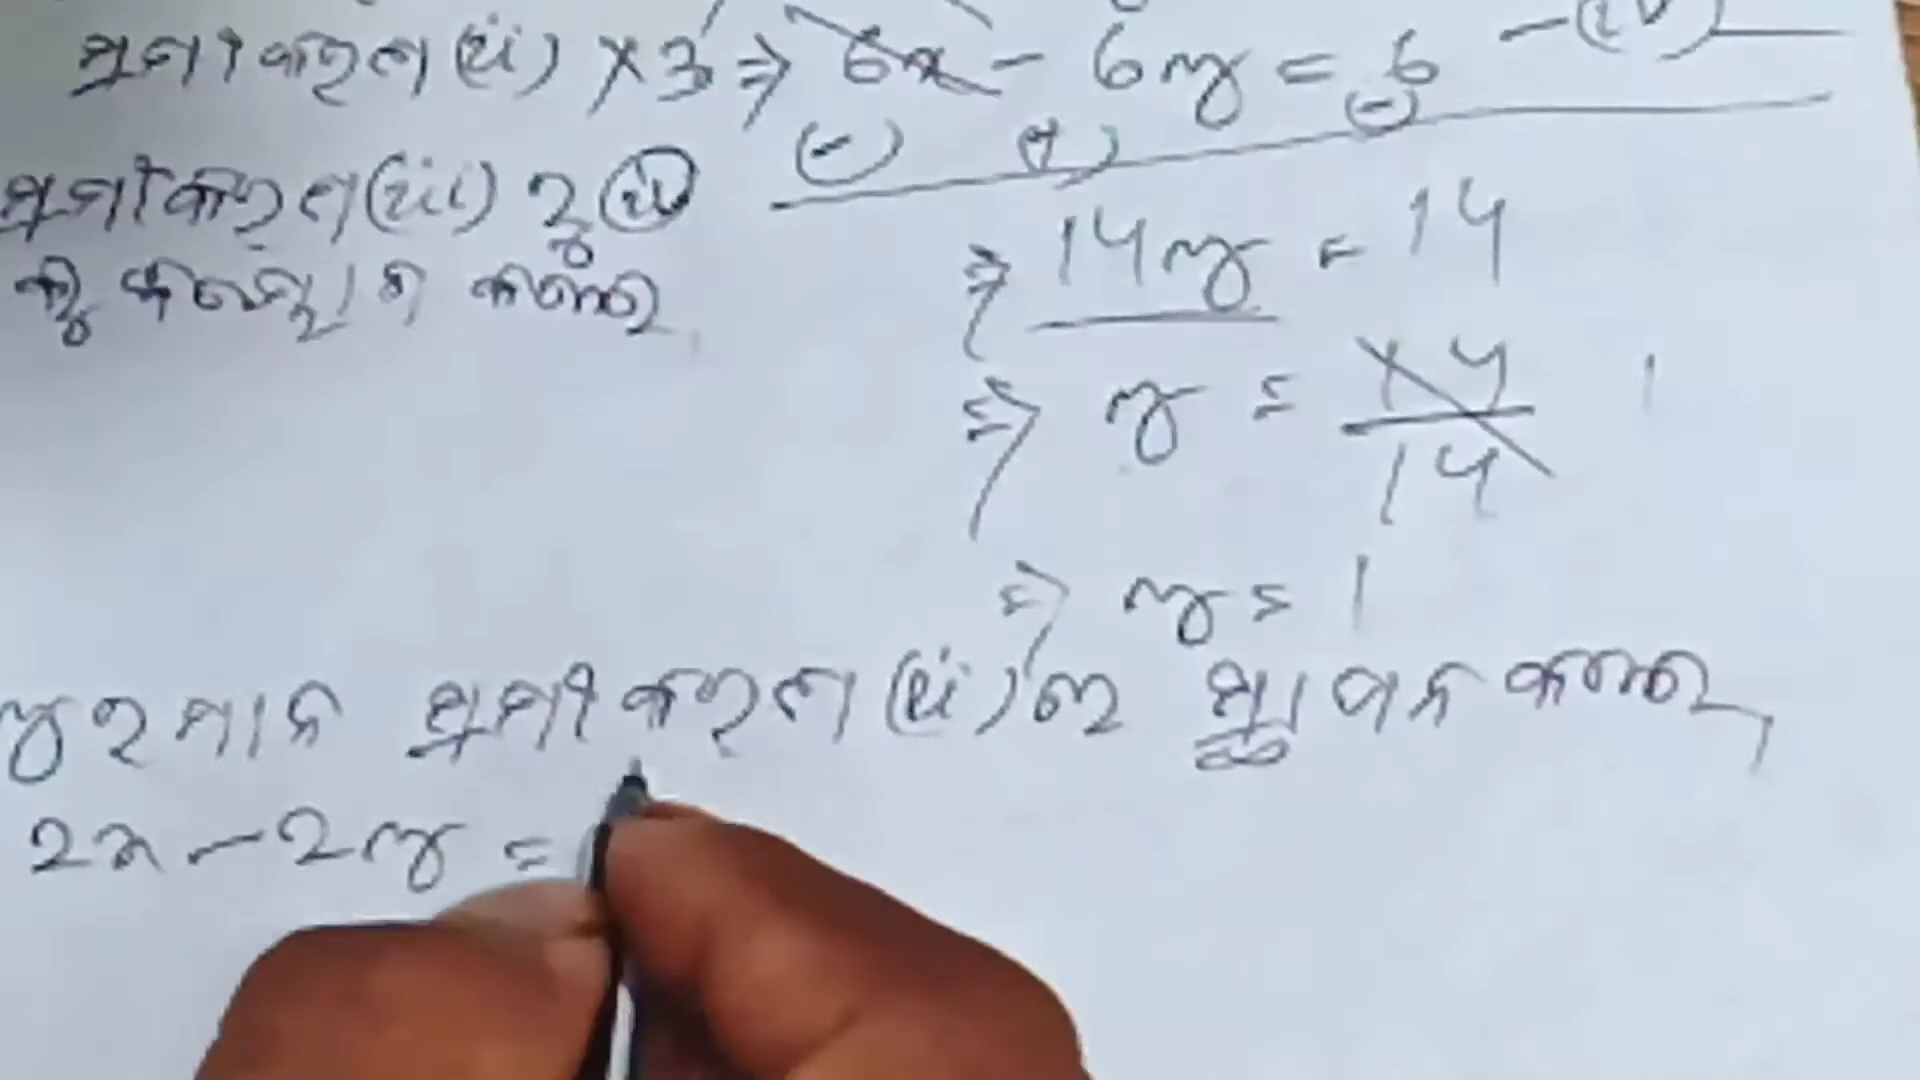 ସମୀକରଣ (ii) × 3 ⇒ 6x - 6y = 6 - (iv)
(-) (+) (-)
ସମୀକରଣ (iii) ରୁ (iv)
କୁ ବିୟୋଗ କଲେ
⇒ 14y = 14
⇒ y = 14/14 1
⇒ y = 1
y ର ମାନ ସମୀକରଣ (ii) ରେ ସ୍ଥାପନ କଲେ,
2x - 2y =